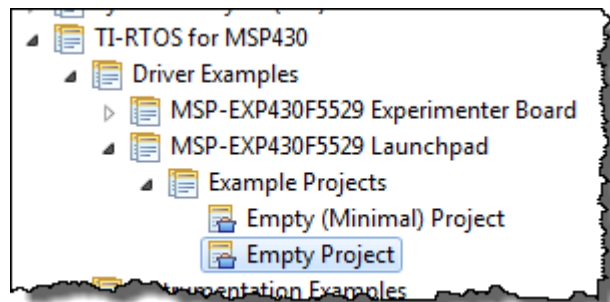 TI-RTOS for MSP430
Driver Examples
MSP-EXP430F5529 Experimenter Board
MSP-EXP430F5529 Launchpad
Example Projects
Empty (Minimal) Project
Empty Project
Examples